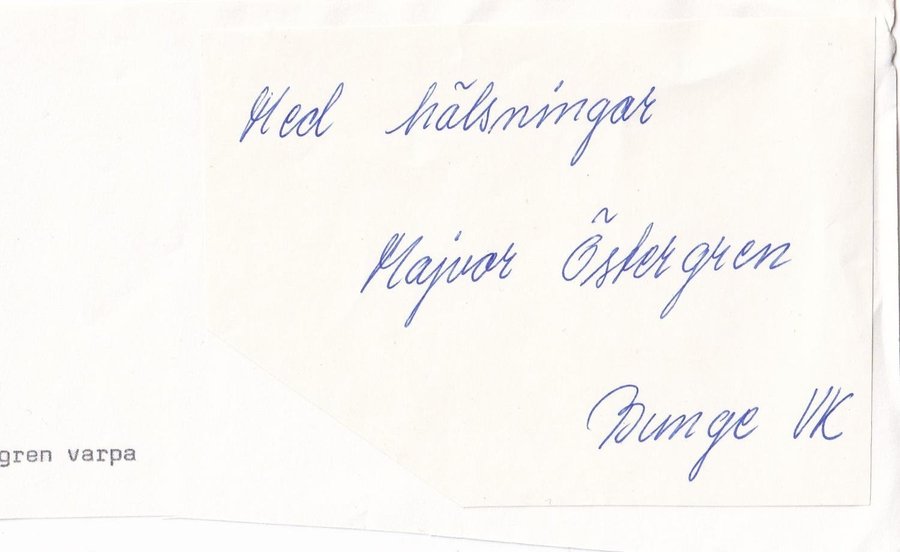 Med hälsningar
Majvor Östergren
Bunge VK
gren varpa